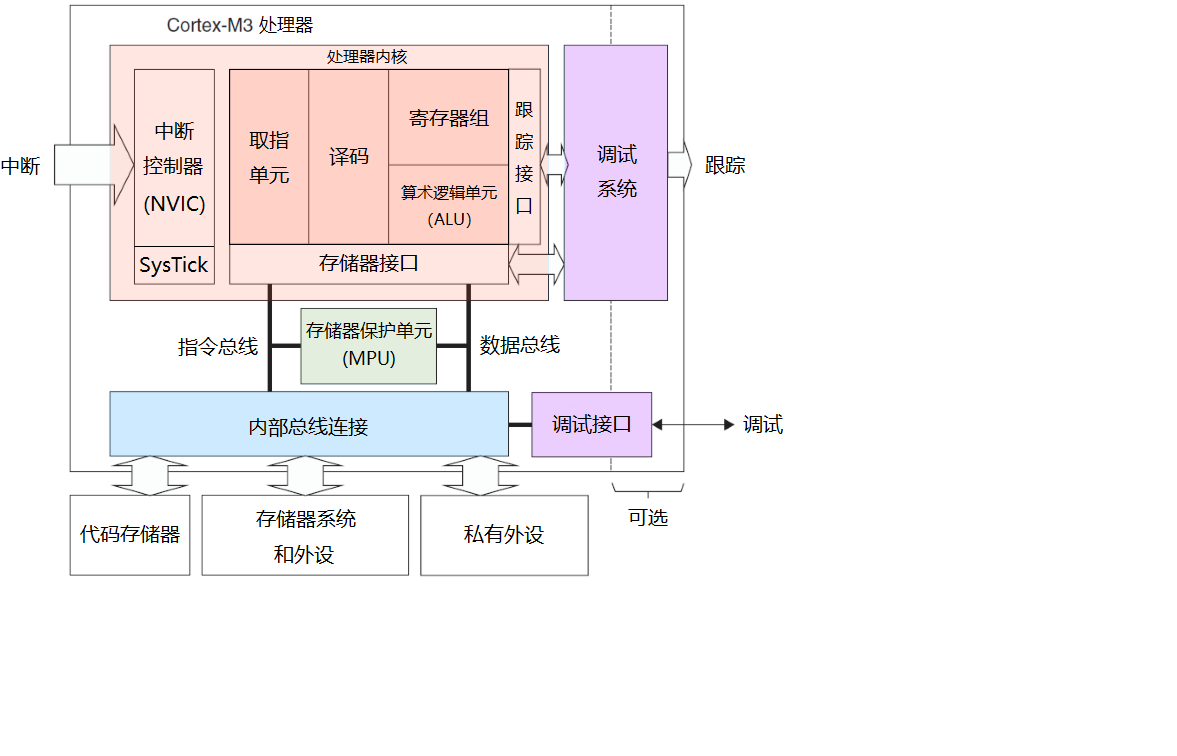 Cortex-M3 处理器
处理器内核
中断
中断
控制器
(NVIC)
SysTick
取指
单元
译码
寄存器组
算术逻辑单元
（ALU）
跟
踪
接
口
存储器接口
调试
系统
跟踪
指令总线
存储器保护单元
(MPU)
数据总线
内部总线连接
调试接口
调试
代码存储器
存储器系统
和外设
私有外设
可选